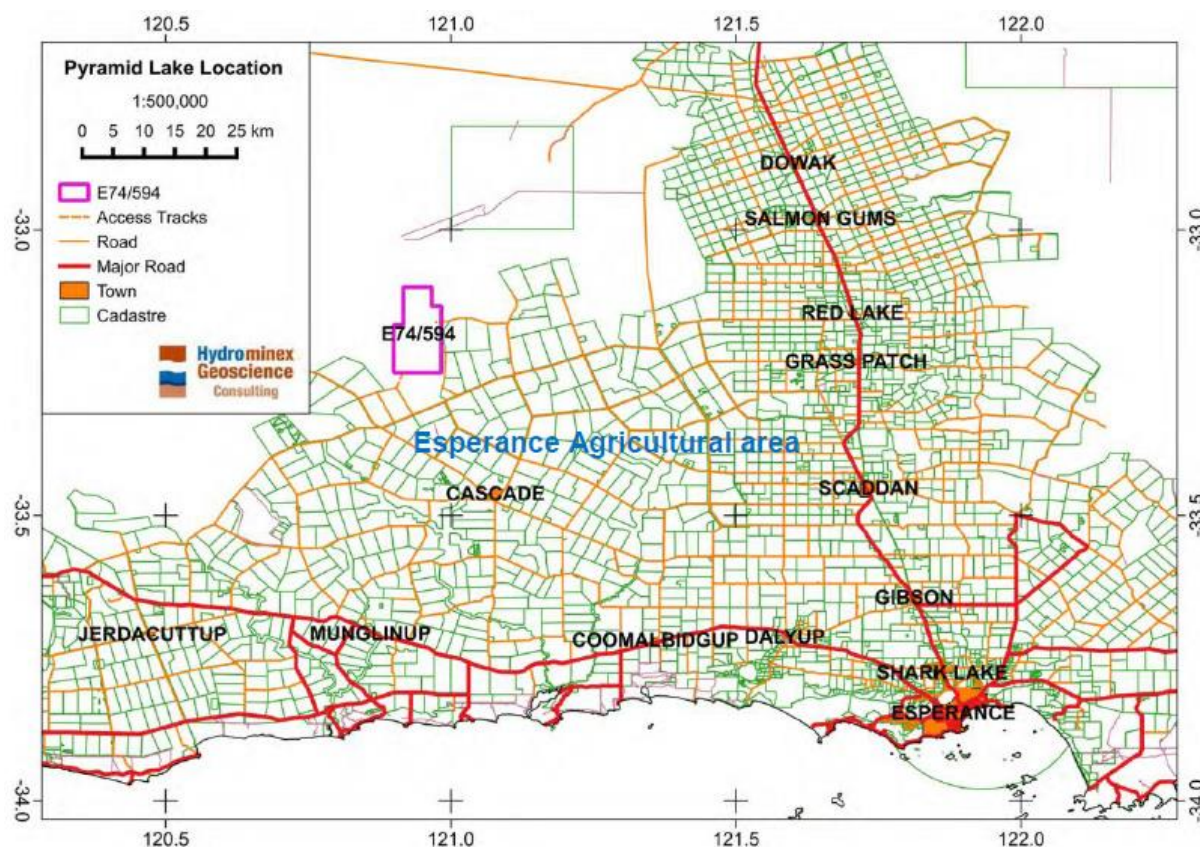 120.5 121.0 121.5 122.0
Pyramid Lake Location
1:500,000
0 5 10 15 20 25 km
E74/594
Access Tracks
Road
Major Road
Town
Cadastre
Hydrominex
Geoscience
Consulting
-33.0 -33.0
-33.5 -33.5
-34.0 -34.0
DOWAK
SALMON GUMS
RED LAKE
E74/594
GRASS PATCH
Esperance Agricultural area
SCADDAN
CASCADE
GIBSON
JERDACUTTUP
MUNGLINUP
COOMALBIDGUP
DALYUP
SHARK LAKE
ESPERANCE
120.5 121.0 121.5 122.0